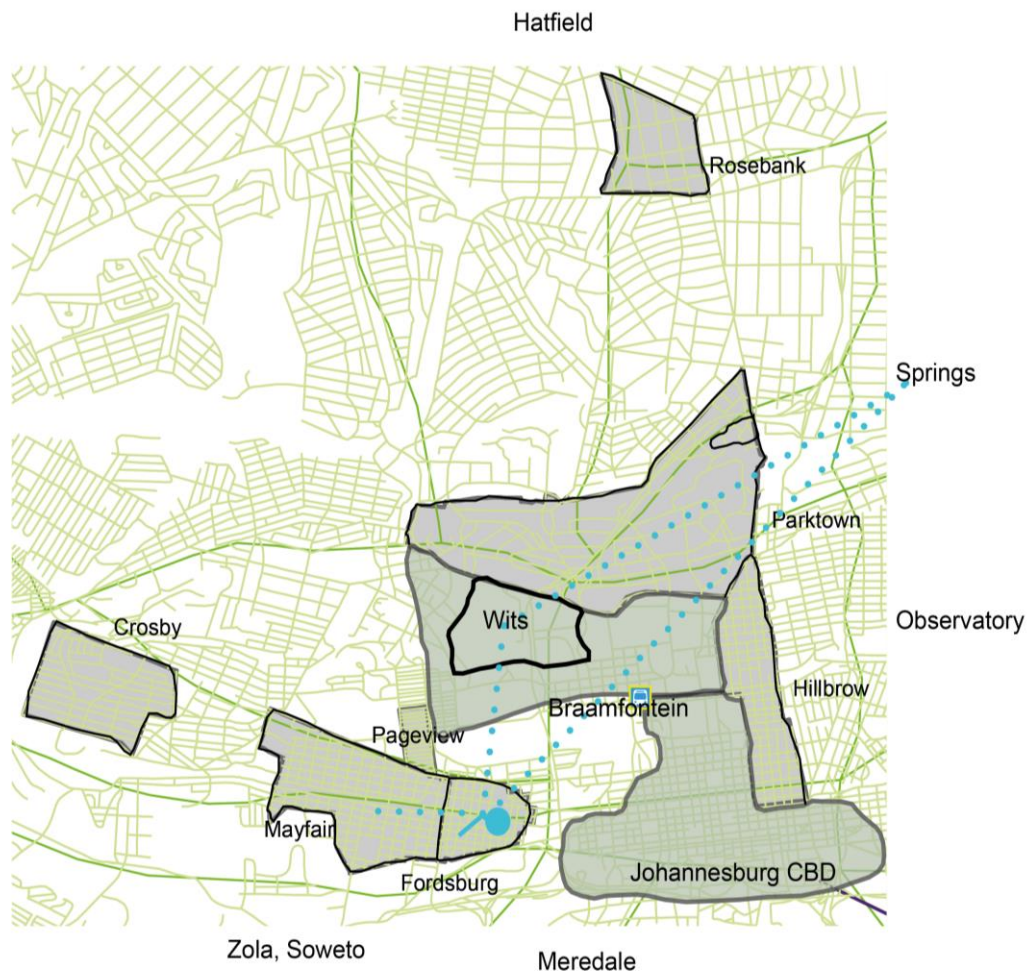 Hatfield
Rosebank
Springs
Parktown
Wits
Observatory
Crosby
Hillbrow
Braamfontein
Pageview
Mayfair
Johannesburg CBD
Fordsburg
Zola, Soweto
Meredale